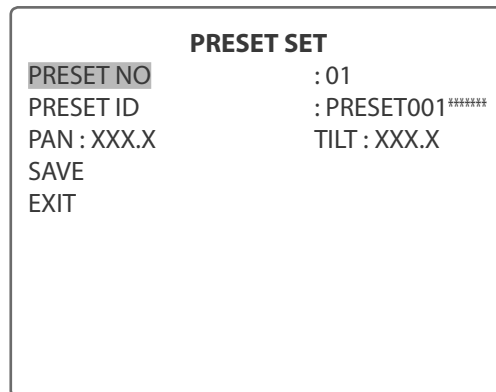 PRESET SET
PRESET NO : 01
PRESET ID : PRESET001*******
PAN : XXX.X TILT : XXX.X
SAVE
EXIT